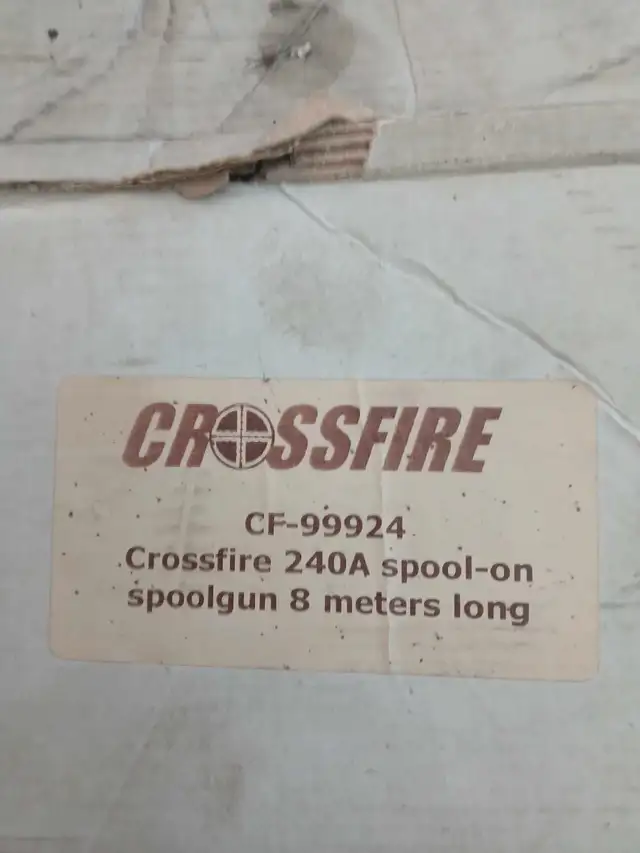 CROSSFIRE
CF-99924
Crossfire 240A spool-on
spoolgun 8 meters long